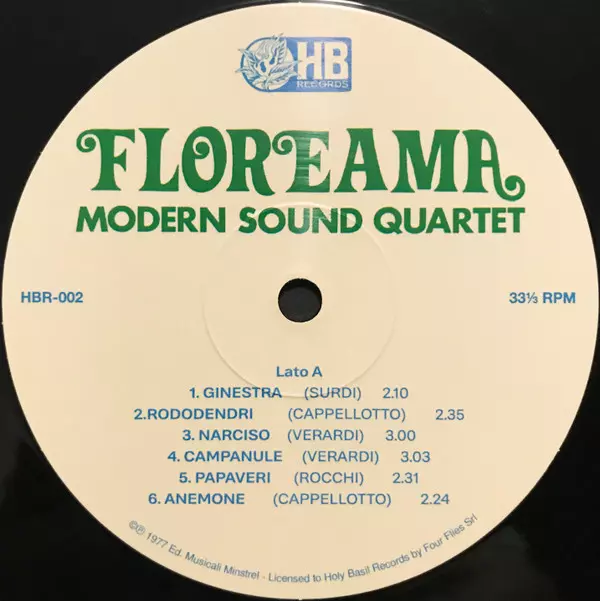 HB
RECORDS
FLOREAMA
MODERN SOUND QUARTET
HBR-002
33⅓ RPM
Lato A
1. GINESTRA (SURDI) 2.10
2.RODODENDRI (CAPPELLOTTO) 2.35
3. NARCISO (VERARDI) 3.00
4. CAMPANULE (VERARDI) 3.03
5. PAPAVERI (ROCCHI) 2.31
6. ANEMONE (CAPPELLOTTO) 2.24
©℗ 1977 Ed. Musicali Minstrel - Licensed to Holy Basil Records by Four Flies Srl